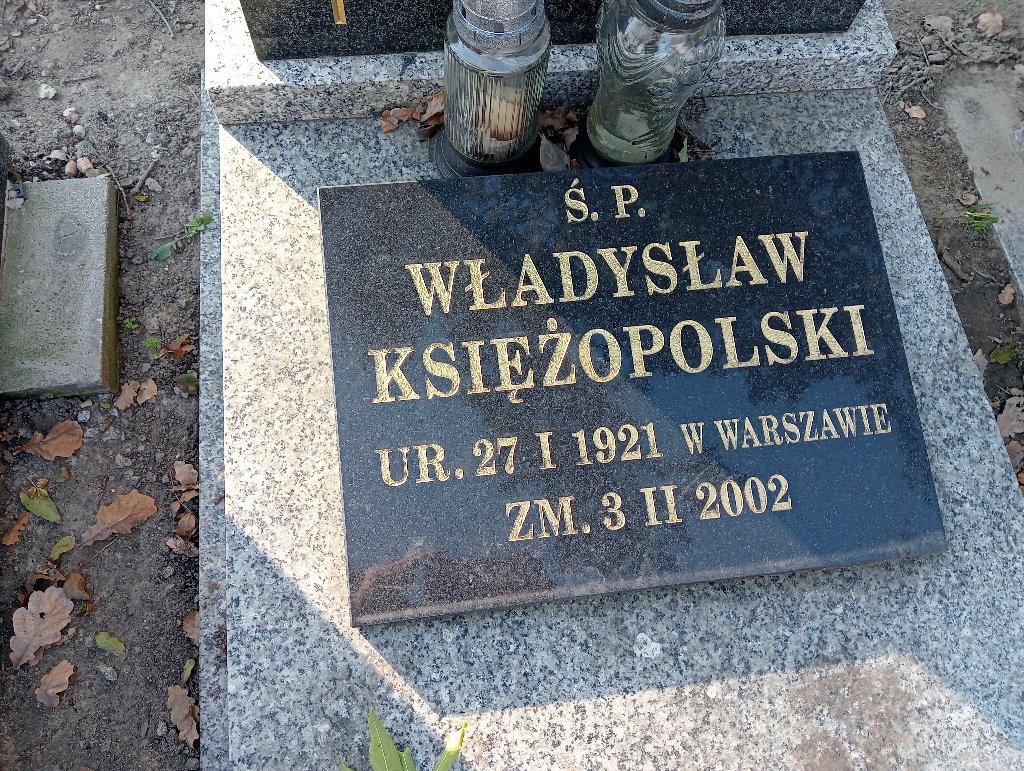 Ś. P.
WŁADYSŁAW
KSIĘŻOPOLSKI
UR. 27 I 1921 W WARSZAWIE
ZM. 3 II 2002